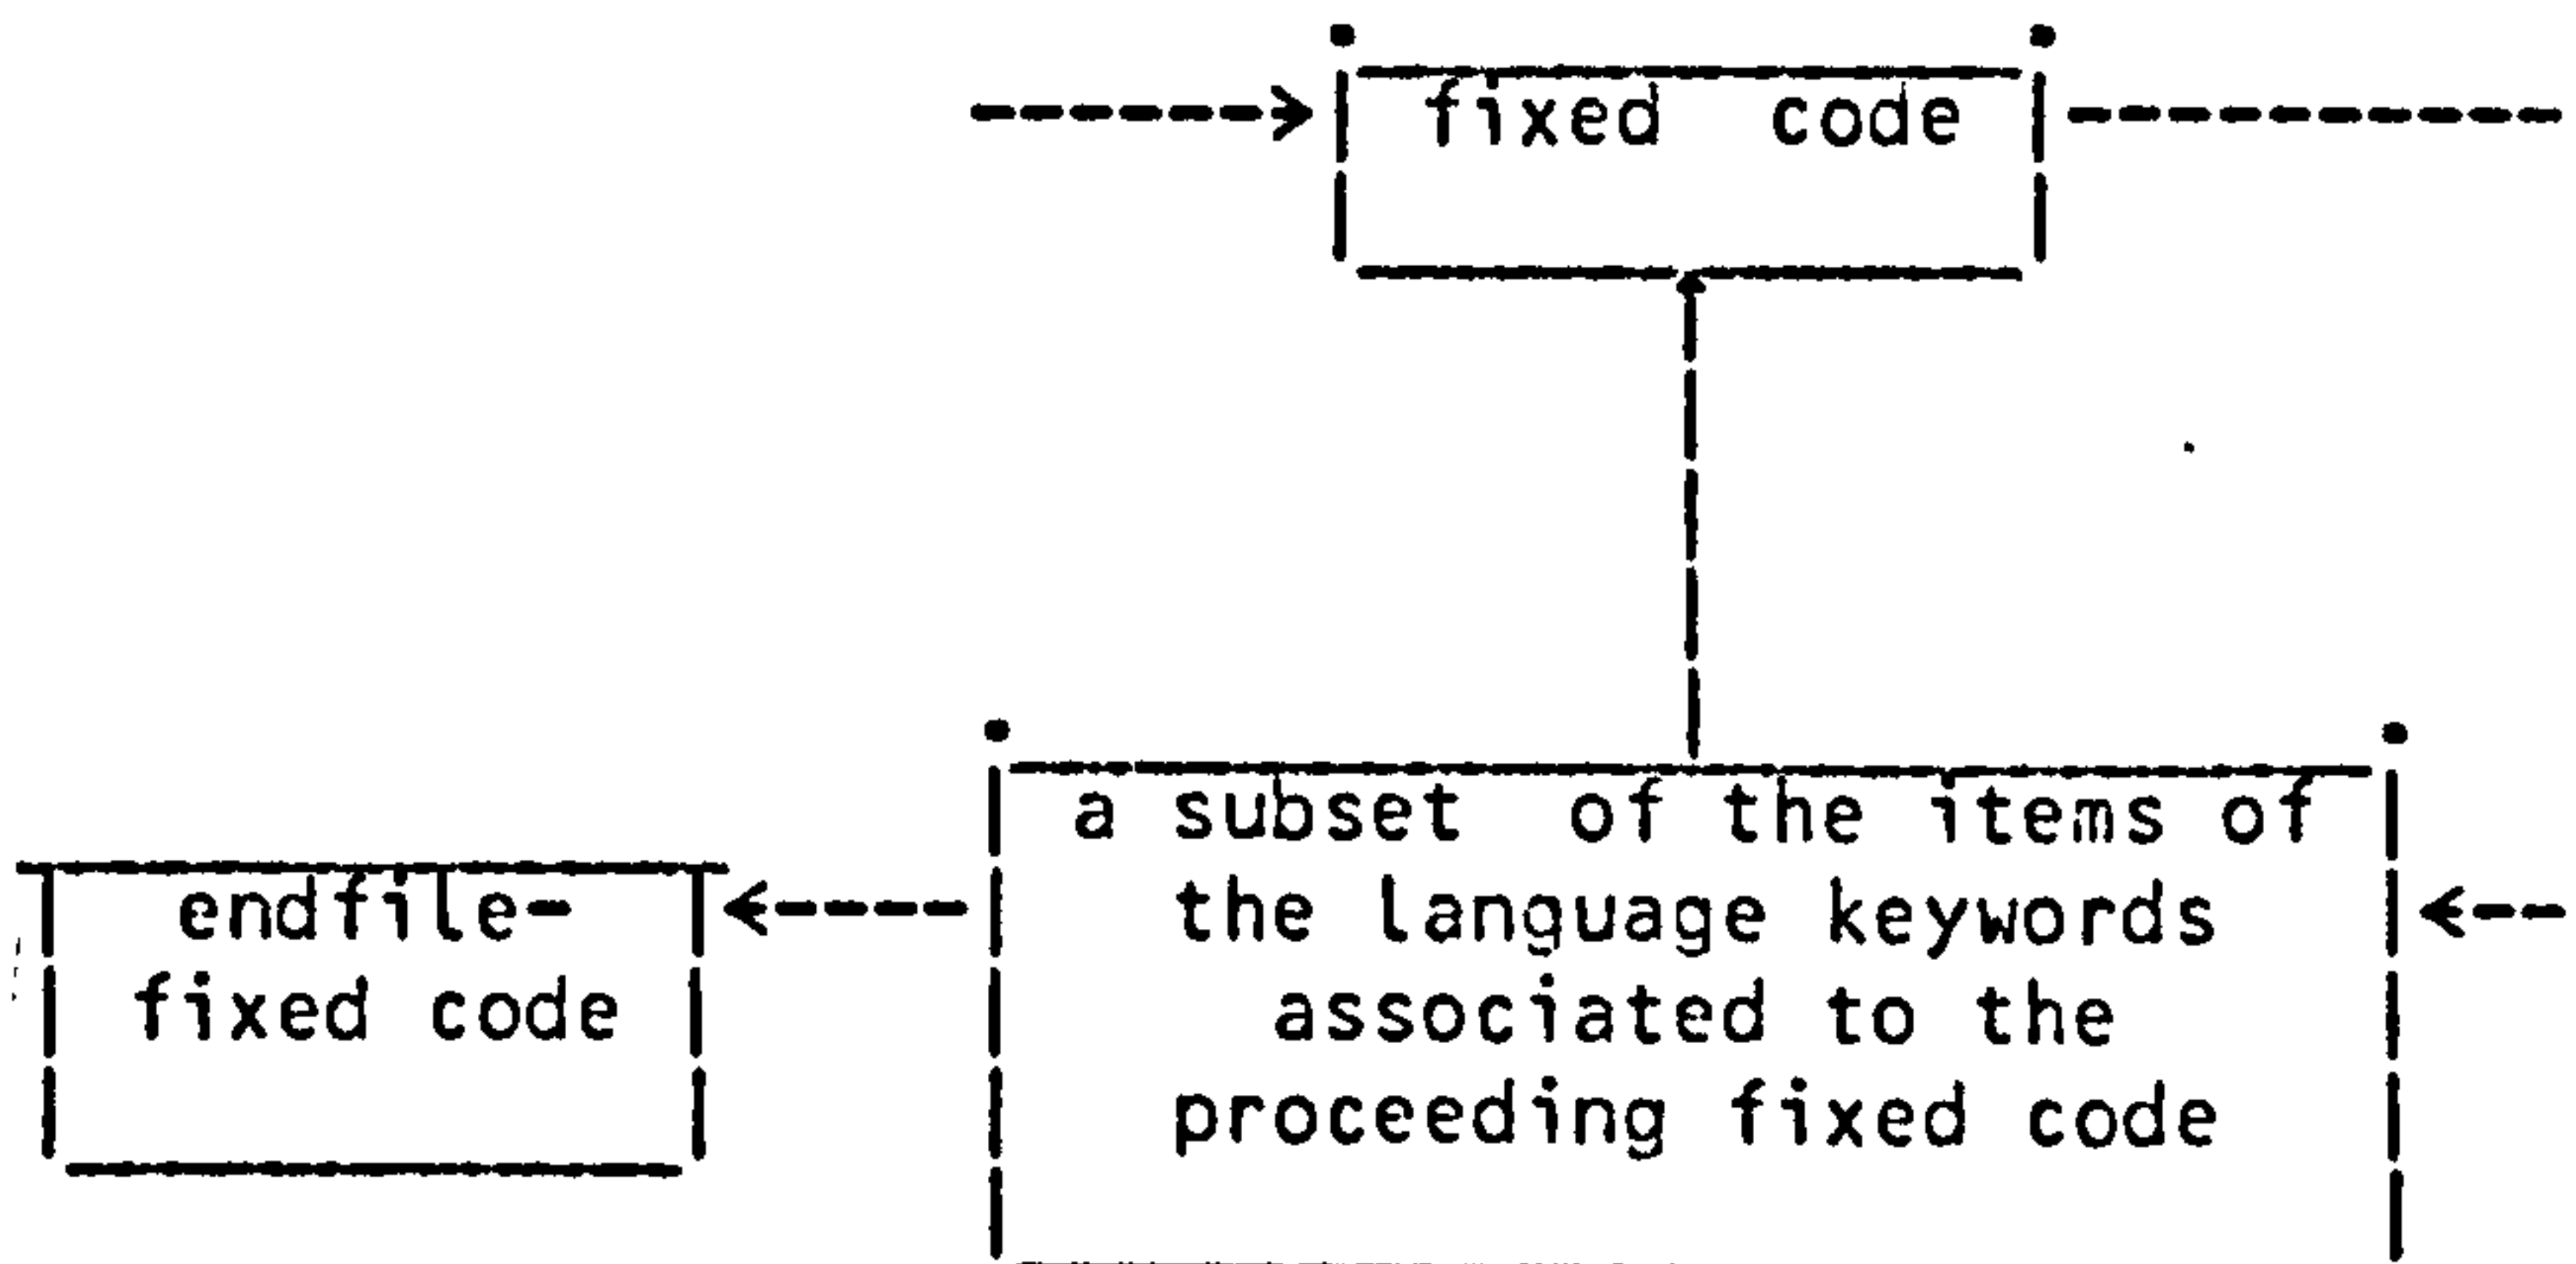 fixed code
endfile-
fixed code
a subset of the items of
the language keywords
associated to the
proceeding fixed code